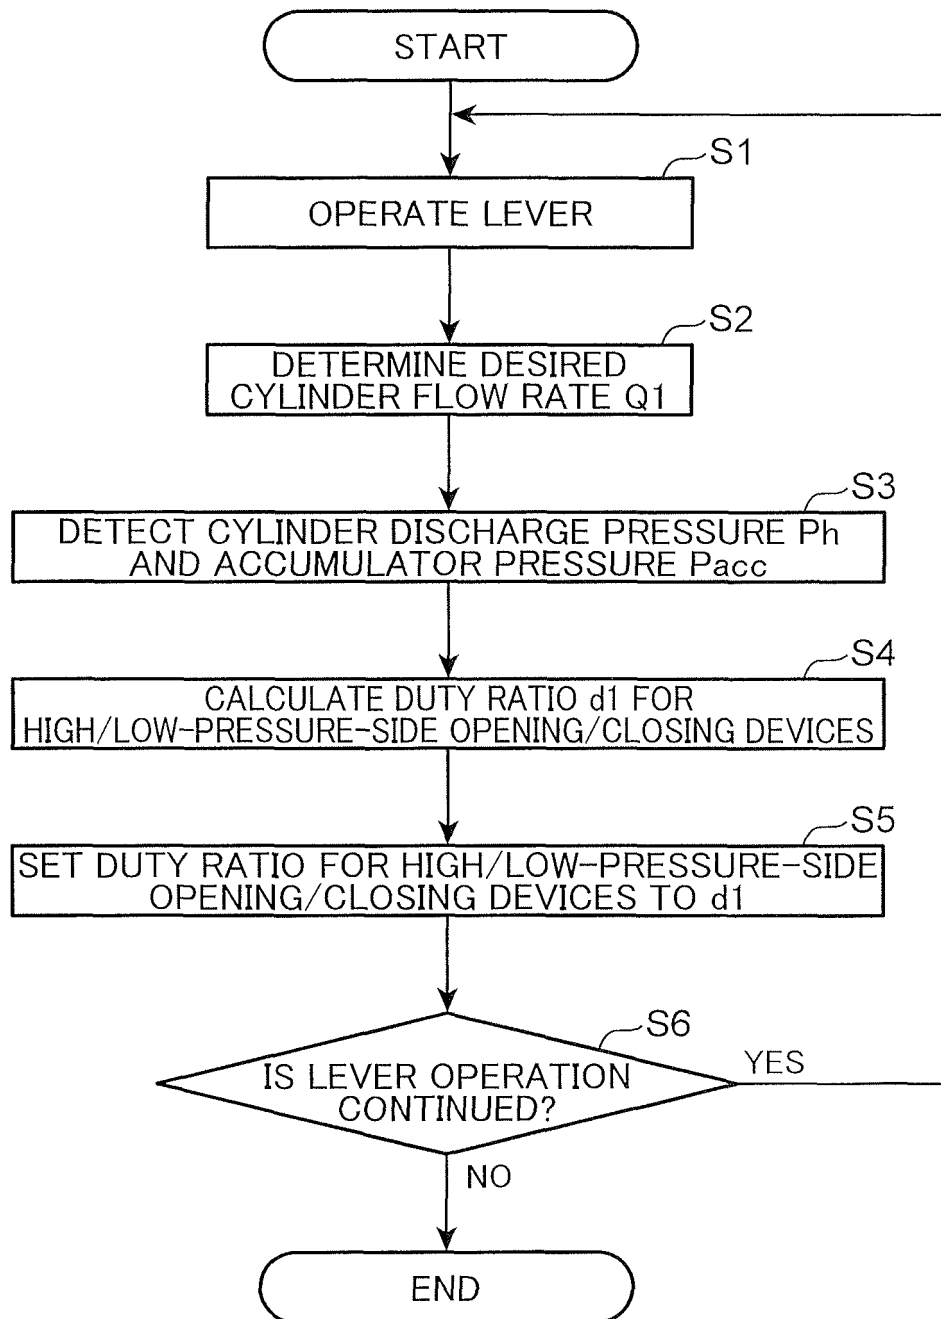 START
S1
OPERATE LEVER
S2
DETERMINE DESIRED
CYLINDER FLOW RATE Q1
S3
DETECT CYLINDER DISCHARGE PRESSURE Ph
AND ACCUMULATOR PRESSURE Pacc
S4
CALCULATE DUTY RATIO d1 FOR
HIGH/LOW-PRESSURE-SIDE OPENING/CLOSING DEVICES
S5
SET DUTY RATIO FOR HIGH/LOW-PRESSURE-SIDE
OPENING/CLOSING DEVICES TO d1
S6
IS LEVER OPERATION
CONTINUED?
YES
NO
END